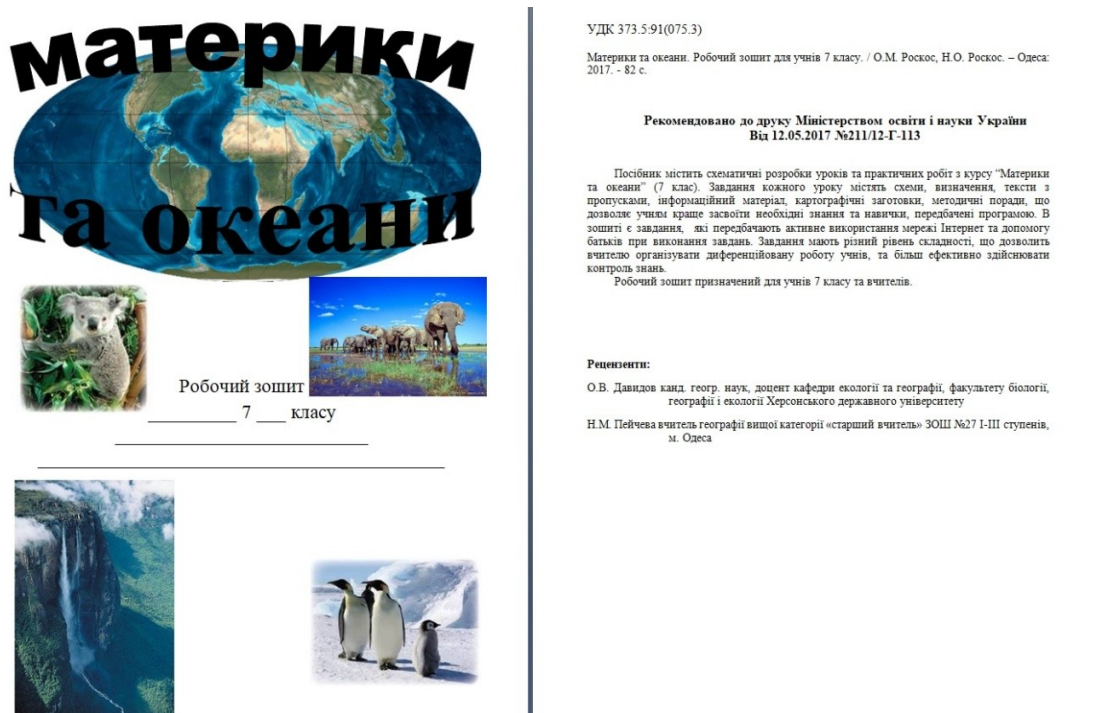 материки
та океани
Робочий зошит
__________ 7 ___ класу
УДК 373.5:91(075.3)
Материки та океани. Робочий зошит для учнів 7 класу. / О.М. Роскос, Н.О. Роскос. – Одеса:
2017. - 82 с.
Рекомендовано до друку Міністерством освіти і науки України
Від 12.05.2017 №211/12-Г-113
Посібник містить схематичні розробки уроків та практичних робіт з курсу “Материки
та океани” (7 клас). Завдання кожного уроку містять схеми, визначення, тексти з
пропусками, інформаційний матеріал, картографічні заготовки, методичні поради, що
дозволяє учням краще засвоїти необхідні знання та навички, передбачені програмою. В
зошиті є завдання, які передбачають активне використання мережі Інтернет та допомогу
батьків при виконання завдань. Завдання мають різний рівень складності, що дозволить
вчителю організувати диференційовану роботу учнів, та більш ефективно здійснювати
контроль знань.
Робочий зошит призначений для учнів 7 класу та вчителів.
Рецензенти:
О.В. Давидов канд. геогр. наук, доцент кафедри екології та географії, факультету біології,
географії і екології Херсонського державного університету
Н.М. Пейчева вчитель географії вищої категорії «старший вчитель» ЗОШ №27 І-ІІІ ступенів,
м. Одеса